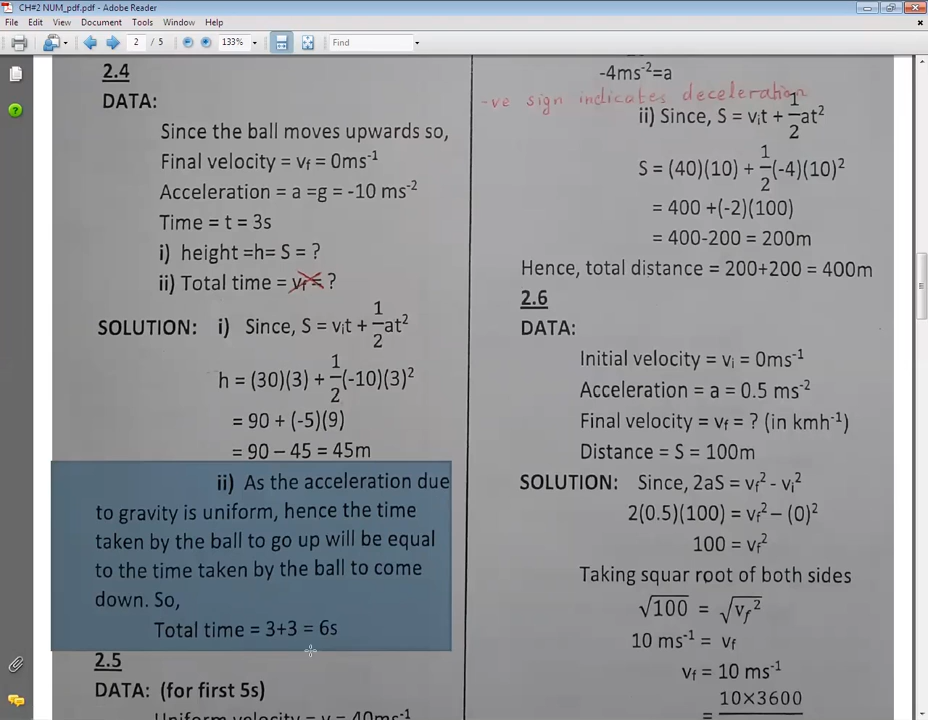 CH#2 NUM_pdf.pdf - Adobe Reader
File Edit View Document Tools Window Help
2 / 5 133% Find
2.4
DATA:
Since the ball moves upwards so,
Final velocity = vf = 0ms-1
Acceleration = a =g = -10 ms-2
Time = t = 3s
i) height =h= S = ?
ii) Total time = vf = ?
SOLUTION: i) Since, S = vit + 1/2at2
h = (30)(3) + 1/2(-10)(3)2
= 90 + (-5)(9)
= 90 – 45 = 45m
ii) As the acceleration due
to gravity is uniform, hence the time
taken by the ball to go up will be equal
to the time taken by the ball to come
down. So,
Total time = 3+3 = 6s
2.5
DATA: (for first 5s)
Uniform velocity = v = 40ms-1
-4ms-2=a
-ve sign indicates deceleration
ii) Since, S = vit + 1/2at2
S = (40)(10) + 1/2(-4)(10)2
= 400 +(-2)(100)
= 400-200 = 200m
Hence, total distance = 200+200 = 400m
2.6
DATA:
Initial velocity = vi = 0ms-1
Acceleration = a = 0.5 ms-2
Final velocity = vf = ? (in kmh-1)
Distance = S = 100m
SOLUTION: Since, 2aS = vf2 - vi2
2(0.5)(100) = vf2 – (0)2
100 = vf2
Taking squar root of both sides
√100 = √vf2
10 ms-1 = vf
vf = 10 ms-1
= 10×3600